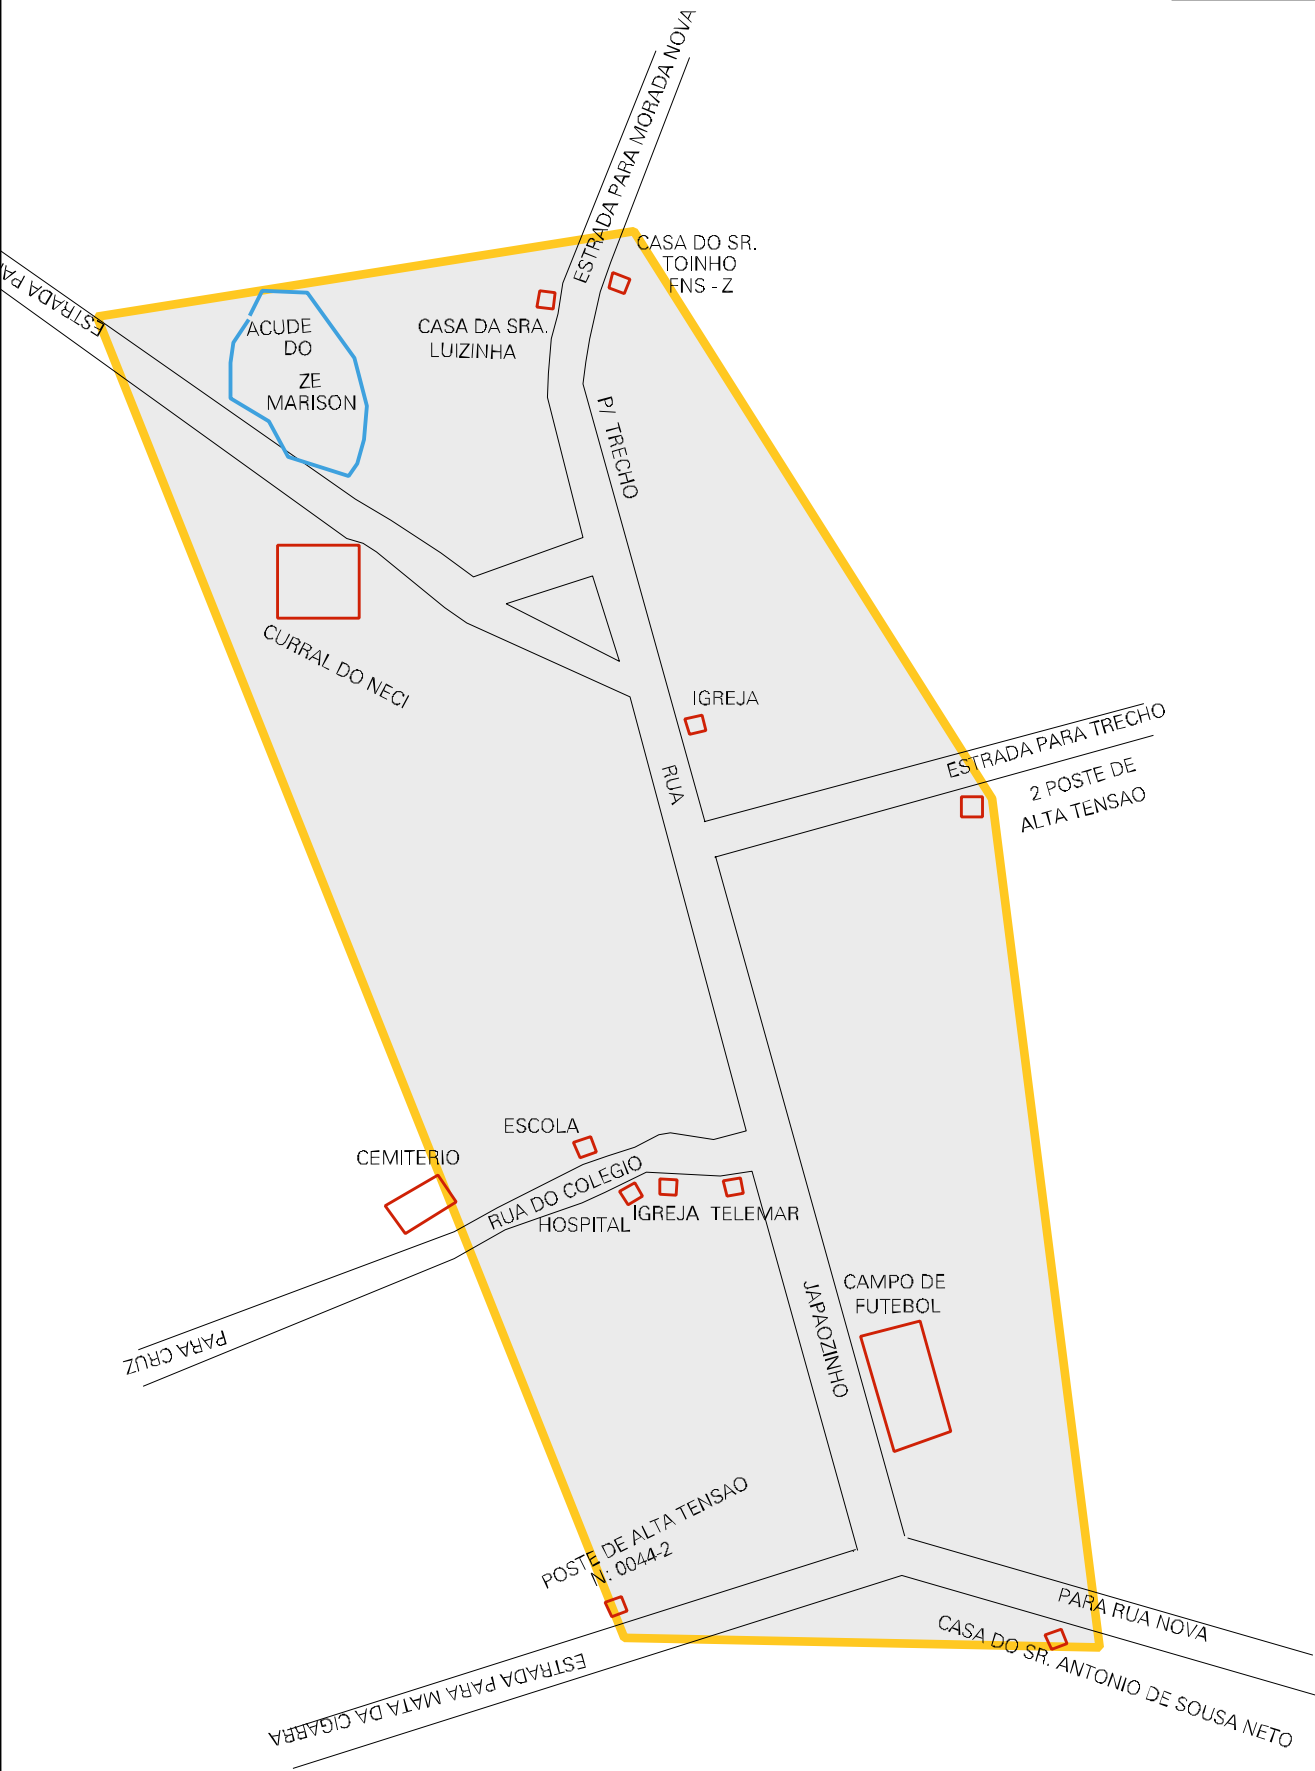 ESTRADA PARA MORADA NOVA
CASA DO SR.
TOINHO
FNS - Z
ESTRADA
ACUDE
DO
ZE
MARISON
CASA DA SRA.
LUIZINHA
P/ TRECHO
CURRAL DO NECI
IGREJA
ESTRADA PARA TRECHO
2 POSTE DE
ALTA TENSAO
RUA
ESCOLA
CEMITERIO
RUA DO COLEGIO
HOSPITAL
IGREJA
TELEMAR
PARA CRUZ
CAMPO DE
FUTEBOL
JAPAOZINHO
POSTE DE ALTA TENSAO
N: 0044-2
PARA RUA NOVA
CASA DO SR. ANTONIO DE SOUSA NETO
ESTRADA PARA MATA DA CIGARRA